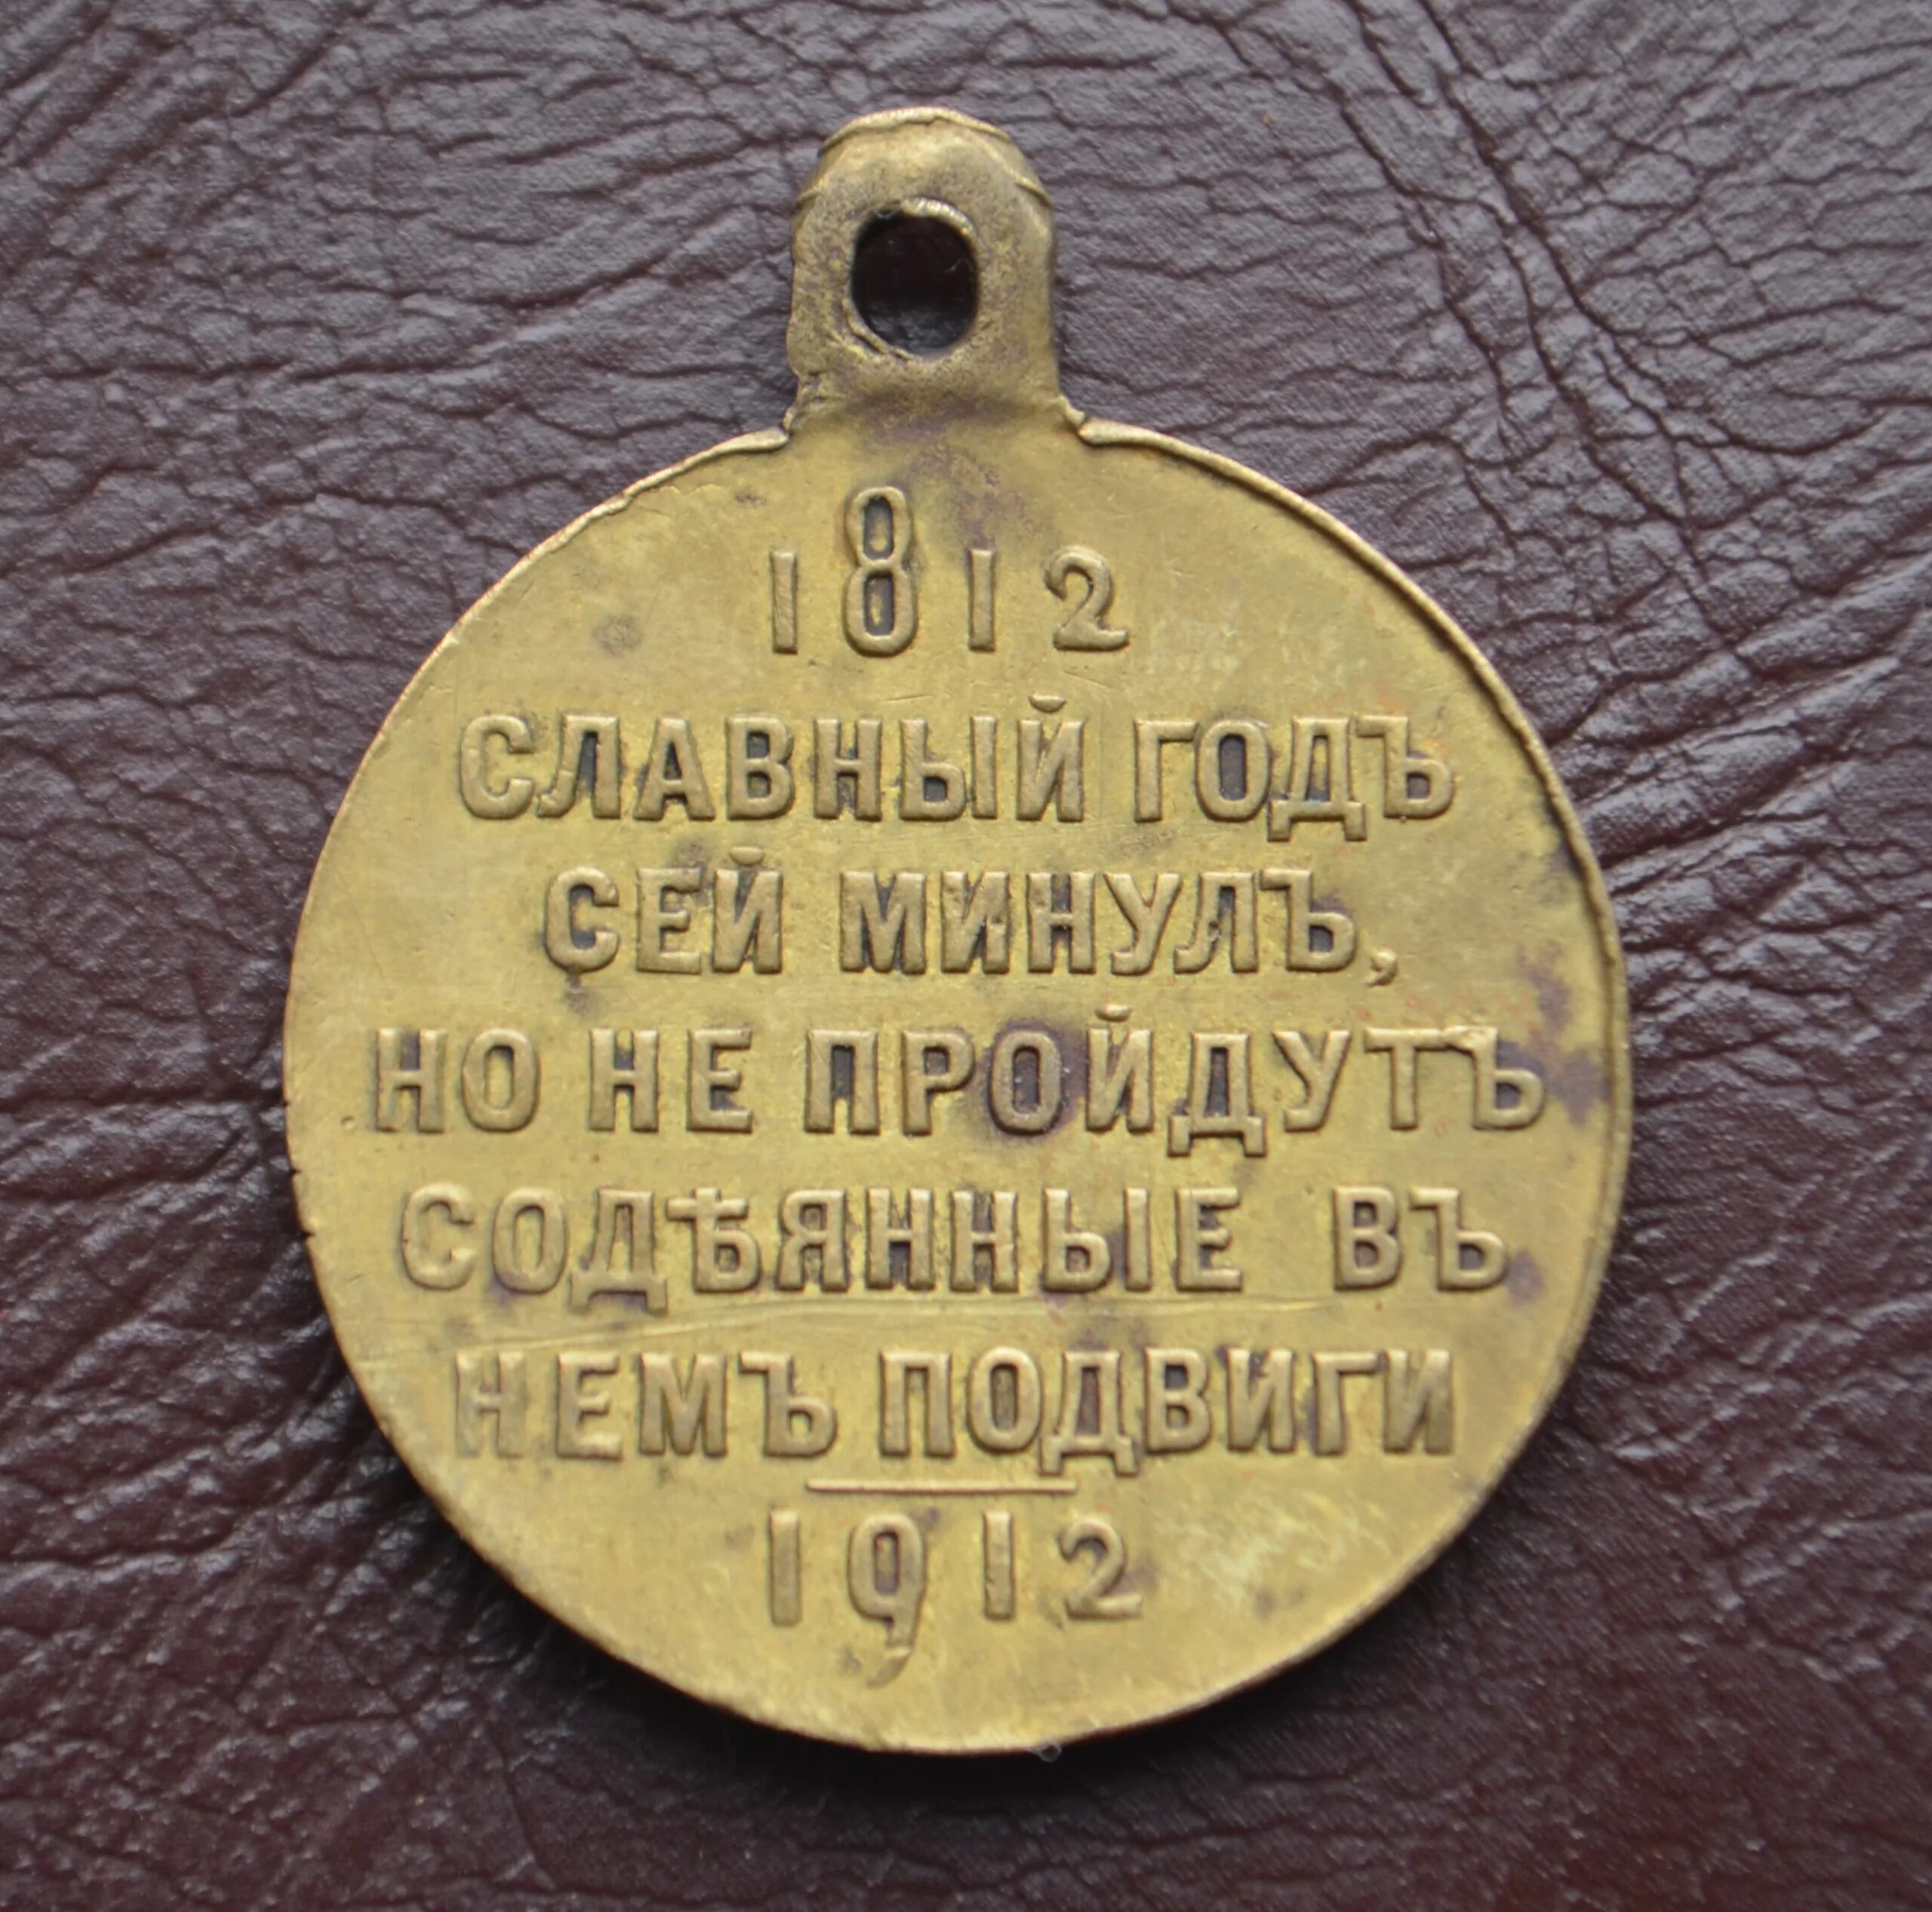 1812
СЛАВНЫЙ ГОДЪ
СЕЙ МИНУЛЪ,
НО НЕ ПРОЙДУТЪ
СОДѢЯННЫЕ ВЪ
НЕМЪ ПОДВИГИ
1912